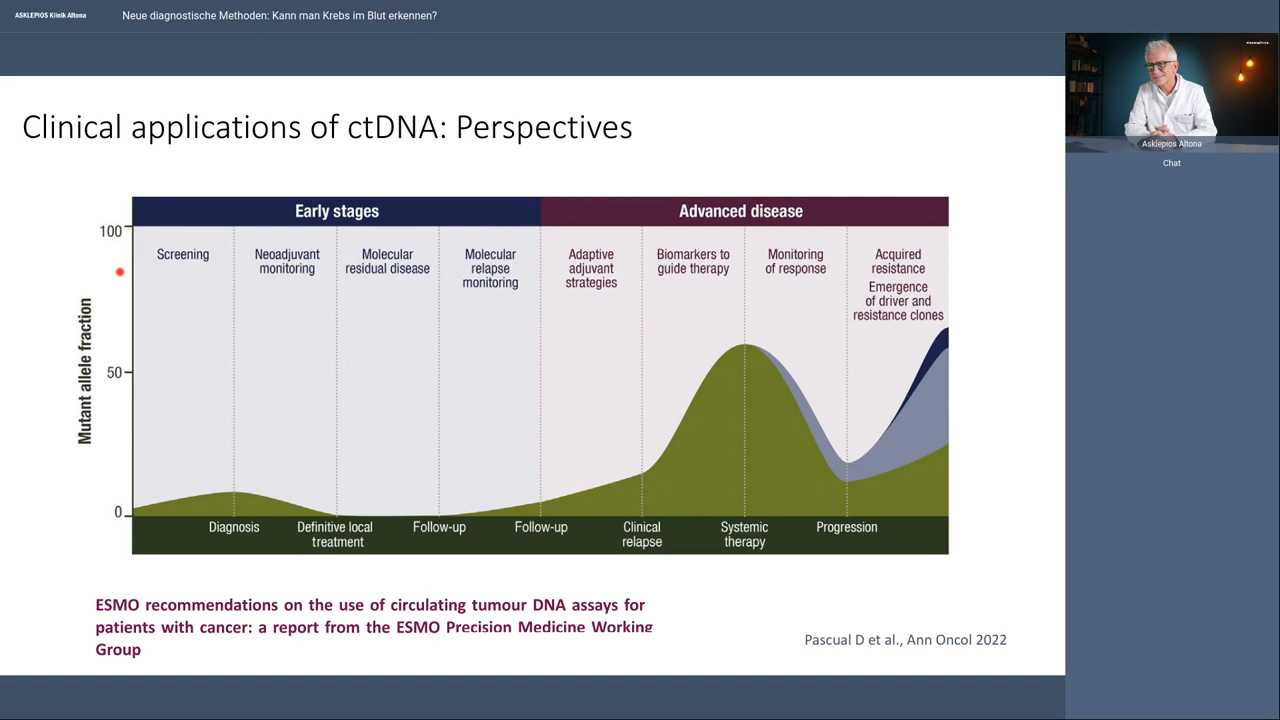 ASKLEPIOS Klinik Altona
Neue diagnostische Methoden: Kann man Krebs im Blut erkennen?
Clinical applications of ctDNA: Perspectives
Early stages
Advanced disease
Screening
Neoadjuvant
monitoring
Molecular
residual disease
Molecular
relapse
monitoring
Adaptive
adjuvant
strategies
Biomarkers to
guide therapy
Monitoring
of response
Acquired
resistance
Emergence
of driver and
resistance clones
Mutant allele fraction
100
50
0
Diagnosis
Definitive local
treatment
Follow-up
Follow-up
Clinical
relapse
Systemic
therapy
Progression
ESMO recommendations on the use of circulating tumour DNA assays for
patients with cancer: a report from the ESMO Precision Medicine Working
Group
Pascual D et al., Ann Oncol 2022
Asklepios Altona
Chat